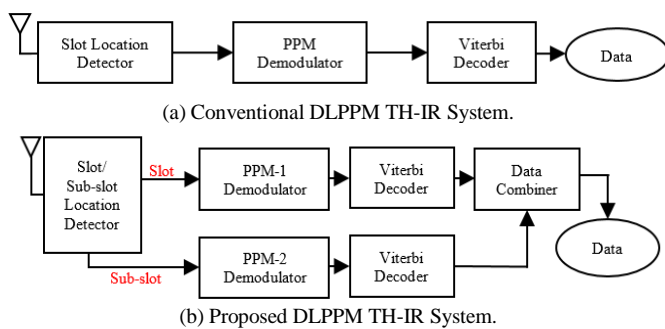 Slot Location
Detector
PPM
Demodulator
Viterbi
Decoder
Data
(a) Conventional DLPPM TH-IR System.
Slot/
Sub-slot
Location
Detector
Slot
PPM-1
Demodulator
Viterbi
Decoder
Data
Combiner
Sub-slot
PPM-2
Demodulator
Viterbi
Decoder
Data
(b) Proposed DLPPM TH-IR System.